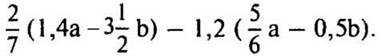 2/7 (1,4a – 3 1/2 b) – 1,2 (5/6 a – 0,5b).